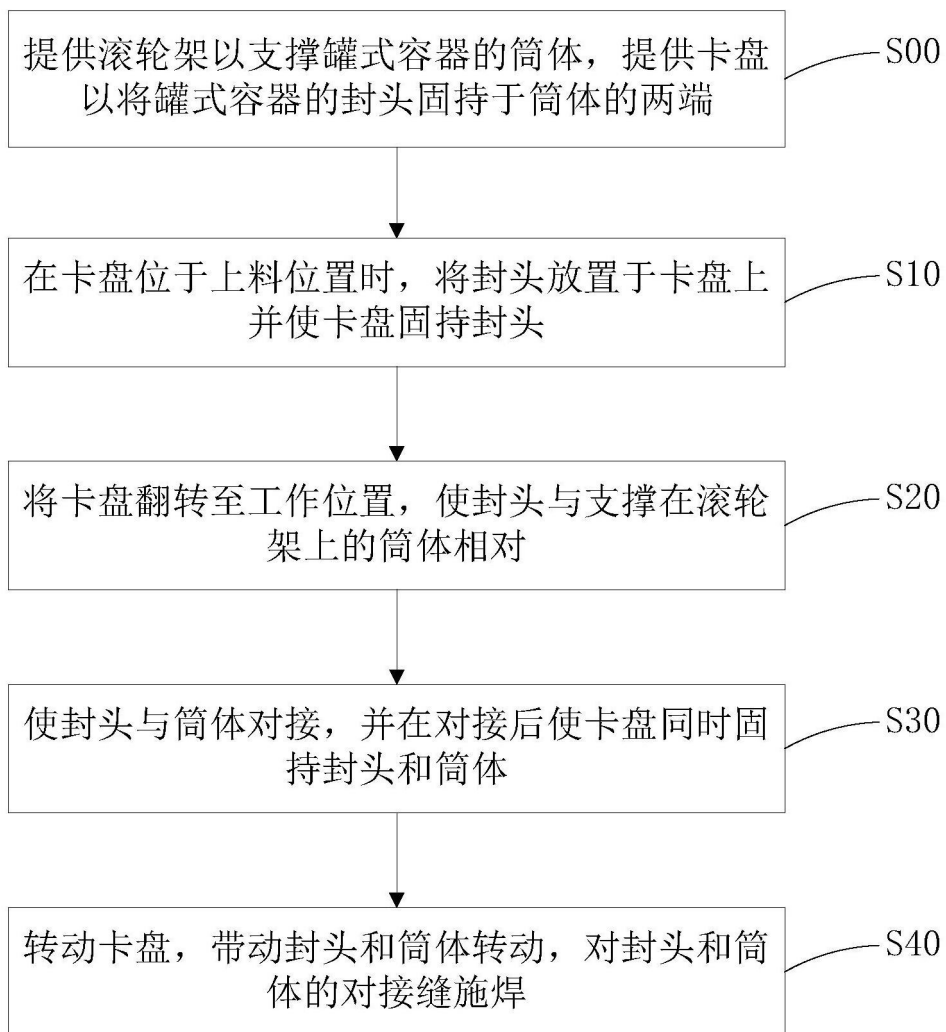 提供滚轮架以支撑罐式容器的筒体，提供卡盘
以将罐式容器的封头固持于筒体的两端
S00
在卡盘位于上料位置时，将封头放置于卡盘上
并使卡盘固持封头
S10
将卡盘翻转至工作位置，使封头与支撑在滚轮
架上的筒体相对
S20
使封头与筒体对接，并在对接后使卡盘同时固
持封头和筒体
S30
转动卡盘，带动封头和筒体转动，对封头和筒
体的对接缝施焊
S40